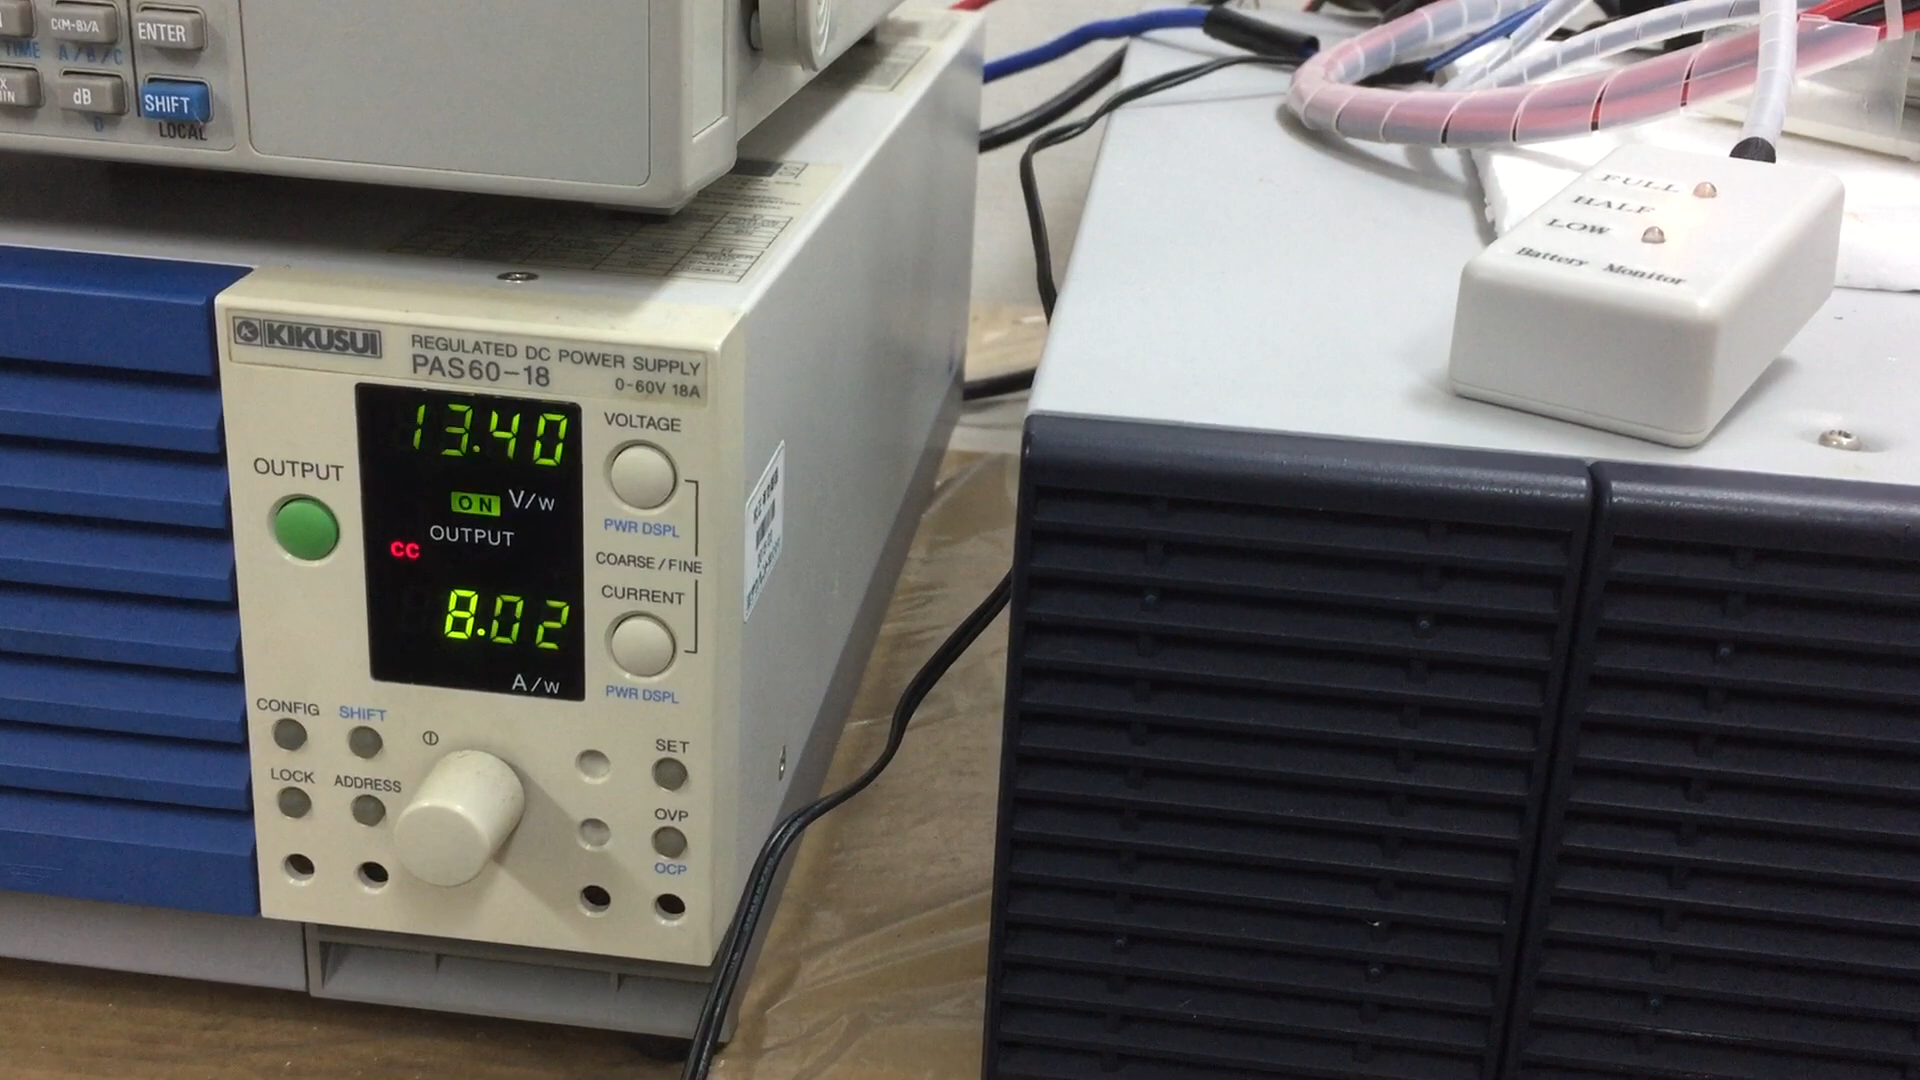 C(M-B)/A
ENTER
TIME
A/B/C
dB
SHIFT
D
LOCAL
KIKUSUI
REGULATED DC POWER SUPPLY
PAS60-18
0-60V 18A
13.40
ON V/W
OUTPUT
CC
8.02
A/W
OUTPUT
VOLTAGE
PWR DSPL
COARSE/FINE
CURRENT
PWR DSPL
CONFIG
SHIFT
LOCK
ADDRESS
SET
OVP
OCP
FULL
HALF
LOW
Battery Monitor